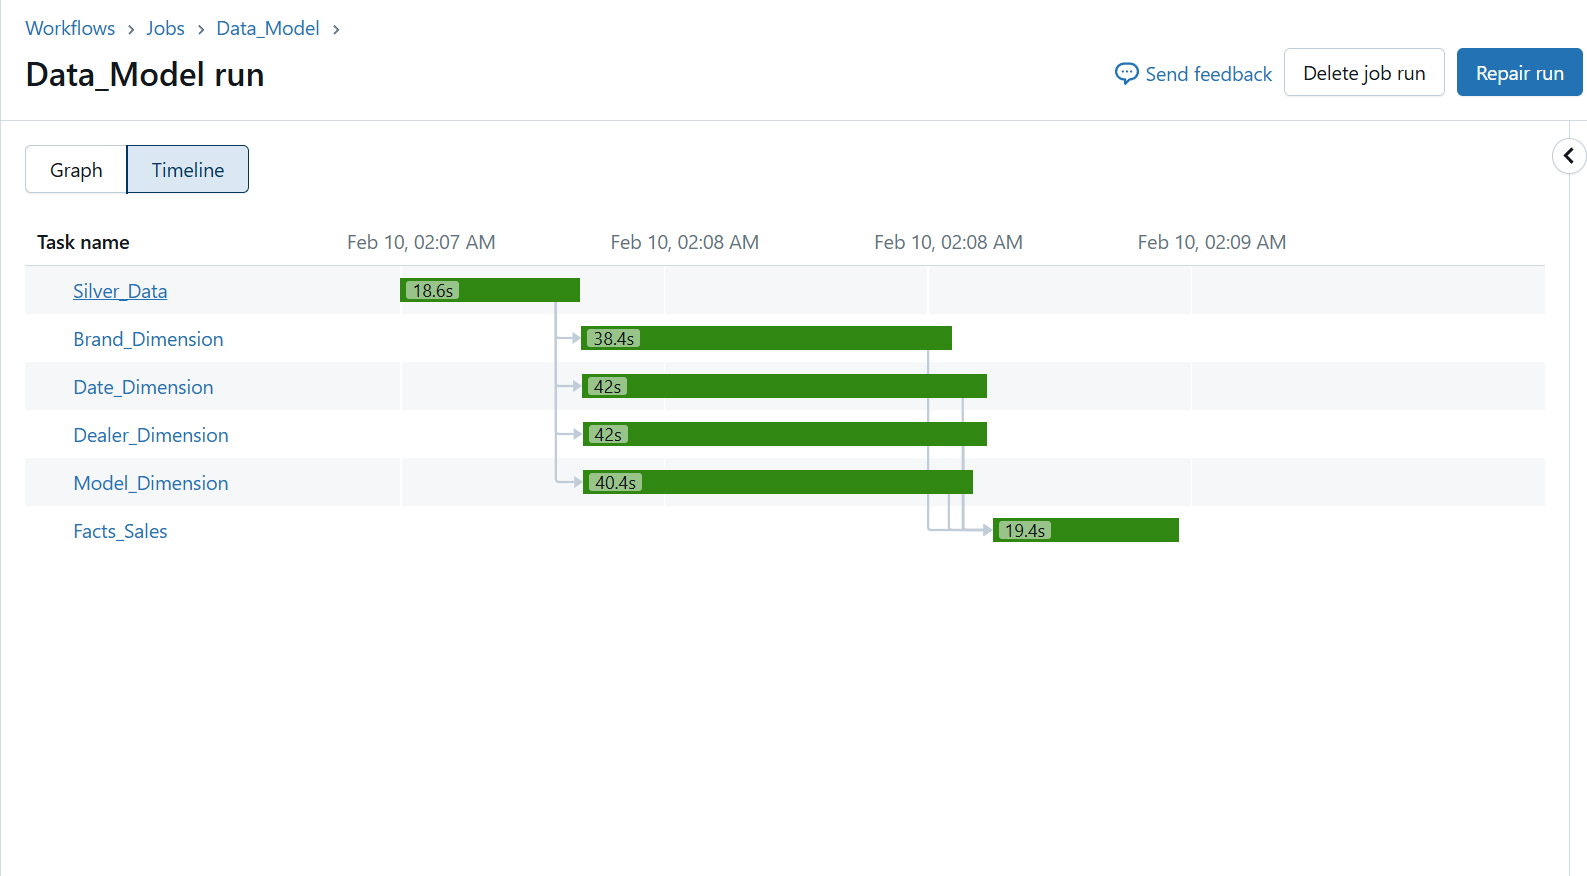 Workflows > Jobs > Data_Model >
Data_Model run
Send feedback
Delete job run
Repair run
Graph
Timeline
Task name Feb 10, 02:07 AM Feb 10, 02:08 AM Feb 10, 02:08 AM Feb 10, 02:09 AM
Silver_Data 18.6s
Brand_Dimension 38.4s
Date_Dimension 42s
Dealer_Dimension 42s
Model_Dimension 40.4s
Facts_Sales 19.4s